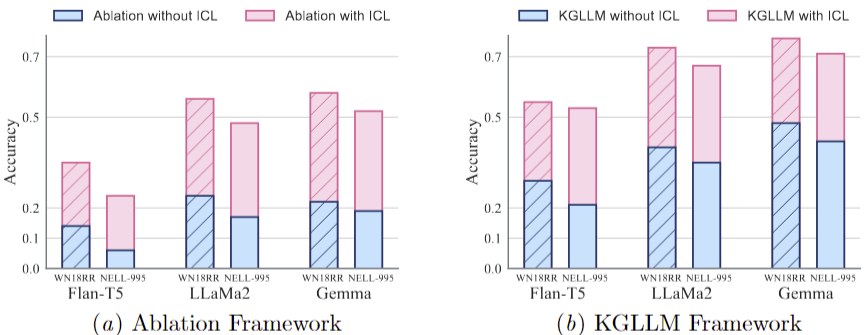 Ablation without ICL Ablation with ICL
KGLLM without ICL KGLLM with ICL
Accuracy
0.7
0.5
0.2
0.1
0.0
WN18RR NELL-995 WN18RR NELL-995 WN18RR NELL-995
Flan-T5 LLaMa2 Gemma
(a) Ablation Framework
Accuracy
0.7
0.5
0.2
0.1
0.0
WN18RR NELL-995 WN18RR NELL-995 WN18RR NELL-995
Flan-T5 LLaMa2 Gemma
(b) KGLLM Framework